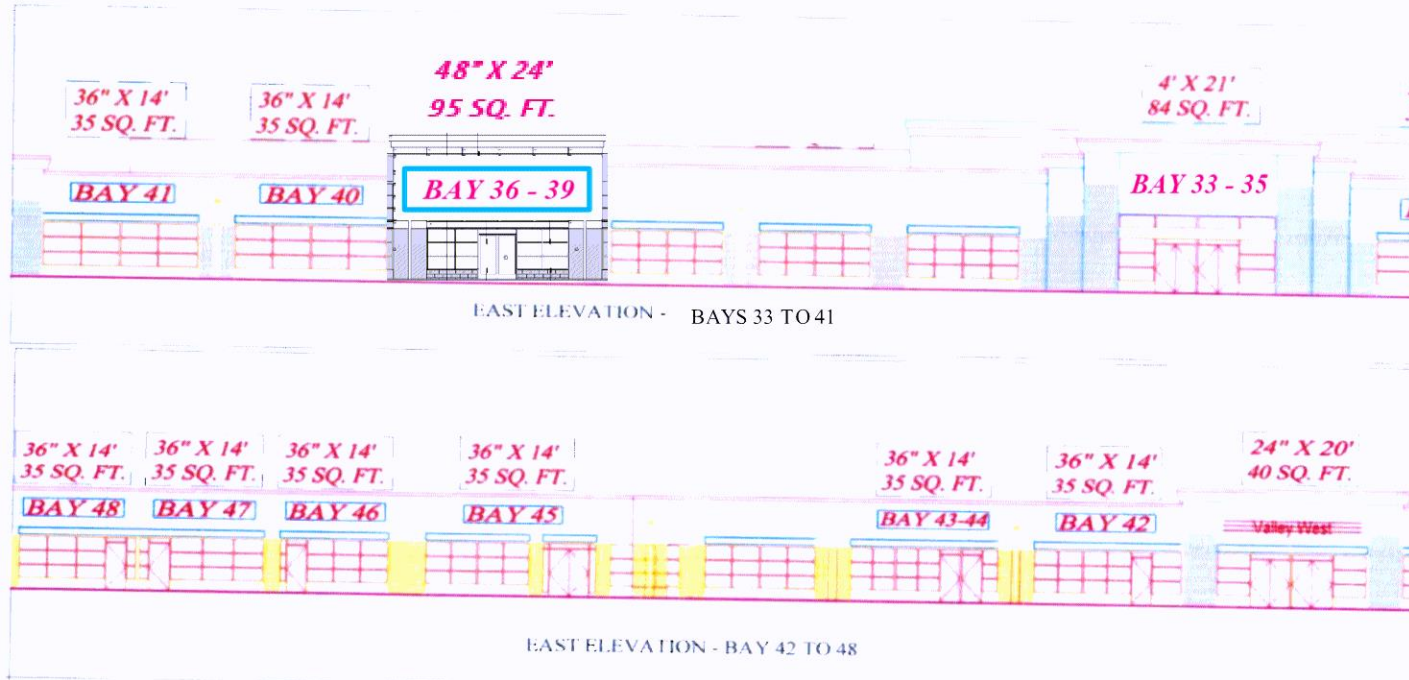 48" X 24'
95 SQ. FT.
36" X 14'
35 SQ. FT.
36" X 14'
35 SQ. FT.
4' X 21'
84 SQ. FT.
BAY 41
BAY 40
BAY 36 - 39
BAY 33 - 35
EAST ELEVATION - BAYS 33 TO 41
36" X 14'
35 SQ. FT.
36" X 14'
35 SQ. FT.
36" X 14'
35 SQ. FT.
36" X 14'
35 SQ. FT.
36" X 14'
35 SQ. FT.
36" X 14'
35 SQ. FT.
24" X 20'
40 SQ. FT.
BAY 48
BAY 47
BAY 46
BAY 45
BAY 43-44
BAY 42
Valley West
EAST ELEVATION - BAY 42 TO 48